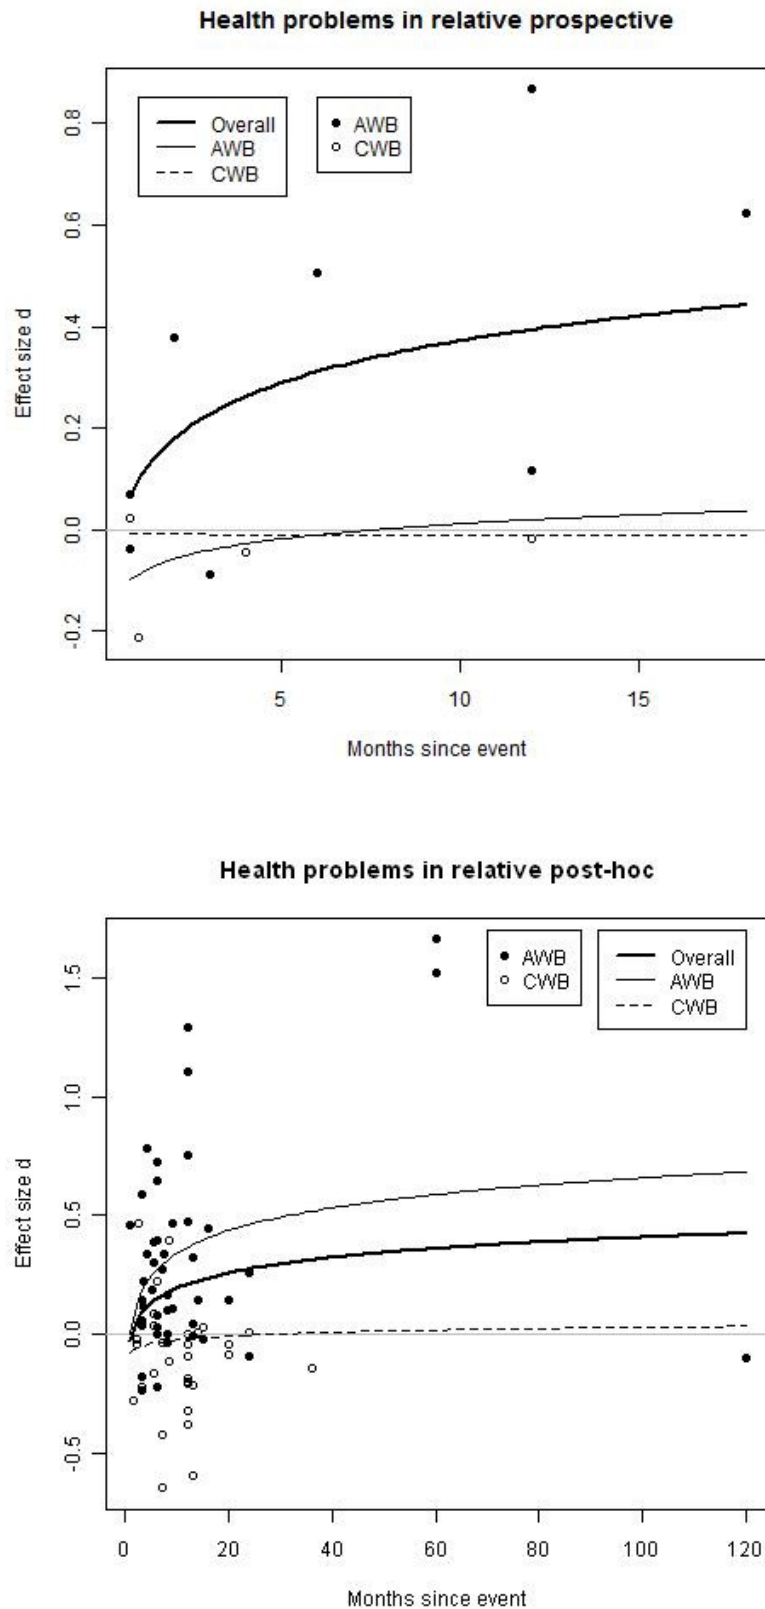 Health problems in relative prospective
Overall
AWB
CWB
AWB
CWB
Effect size d
0.8
0.6
0.4
0.2
0.0
-0.2
5 10 15
Months since event
Health problems in relative post-hoc
AWB
CWB
Overall
AWB
CWB
Effect size d
1.5
1.0
0.5
0.0
-0.5
0 20 40 60 80 100 120
Months since event